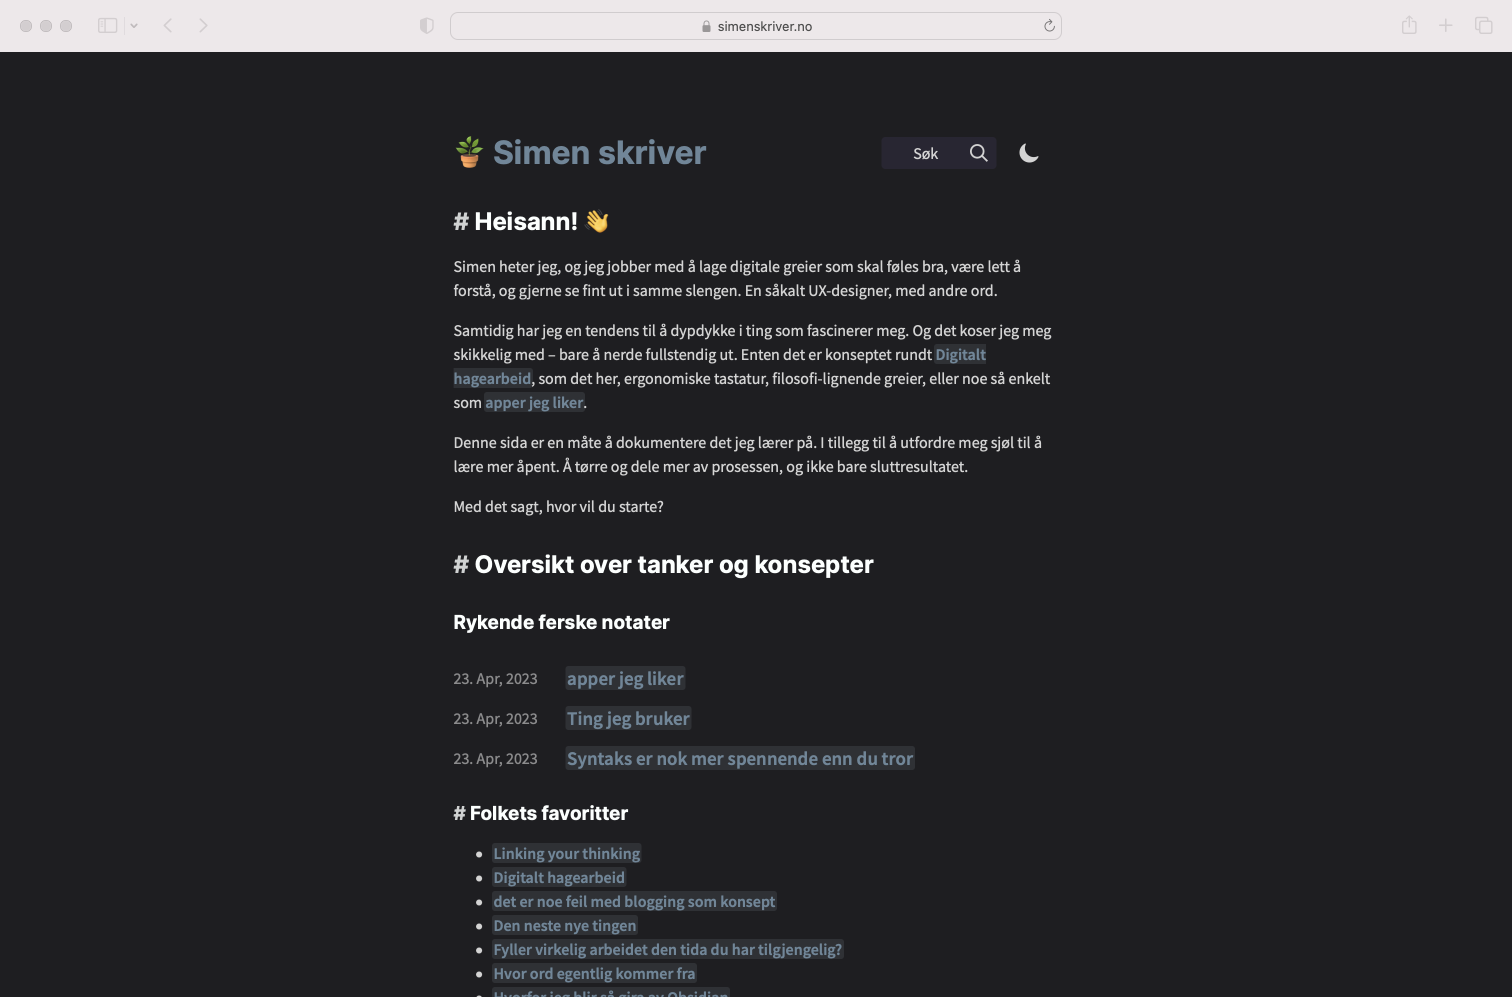 simenskriver.no
Simen skriver
Søk
# Heisann! 👋
Simen heter jeg, og jeg jobber med å lage digitale greier som skal føles bra, være lett å
forstå, og gjerne se fint ut i samme slengen. En såkalt UX-designer, med andre ord.
Samtidig har jeg en tendens til å dypdykke i ting som fascinerer meg. Og det koser jeg meg
skikkelig med – bare å nerde fullstendig ut. Enten det er konseptet rundt Digitalt
hagearbeid, som det her, ergonomiske tastatur, filosofi-lignende greier, eller noe så enkelt
som apper jeg liker.
Denne sida er en måte å dokumentere det jeg lærer på. I tillegg til å utfordre meg sjøl til å
lære mer åpent. Å tørre og dele mer av prosessen, og ikke bare sluttresultatet.
Med det sagt, hvor vil du starte?
# Oversikt over tanker og konsepter
Rykende ferske notater
23. Apr, 2023 apper jeg liker
23. Apr, 2023 Ting jeg bruker
23. Apr, 2023 Syntaks er nok mer spennende enn du tror
# Folkets favoritter
• Linking your thinking
• Digitalt hagearbeid
• det er noe feil med blogging som konsept
• Den neste nye tingen
• Fyller virkelig arbeidet den tida du har tilgjengelig?
• Hvor ord egentlig kommer fra
• Hvorfor jeg blir så gira av Obsidian